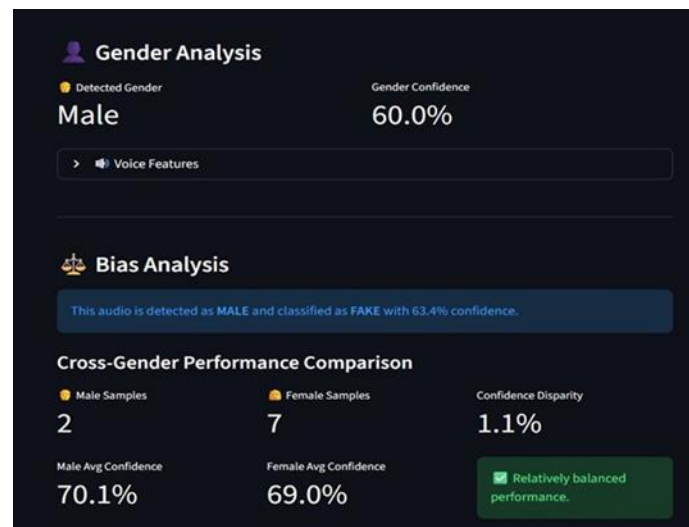 Gender Analysis
Detected Gender
Gender Confidence
Male
60.0%
Voice Features
Bias Analysis
This audio is detected as MALE and classified as FAKE with 63.4% confidence.
Cross-Gender Performance Comparison
Male Samples
Female Samples
Confidence Disparity
2
7
1.1%
Male Avg Confidence
Female Avg Confidence
Relatively balanced
performance.
70.1%
69.0%